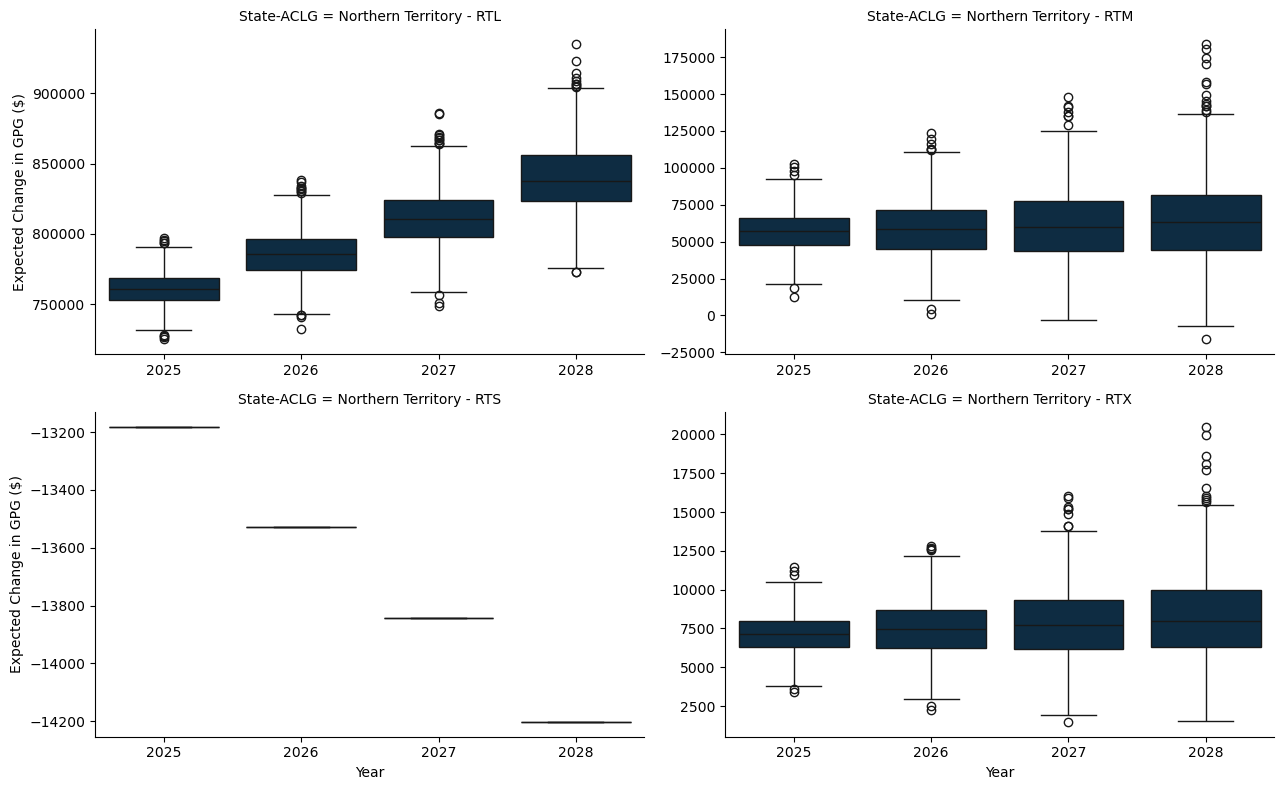 State-ACLG = Northern Territory - RTL
Expected Change in GPG ($)
900000
850000
800000
750000
2025 2026 2027 2028
State-ACLG = Northern Territory - RTM
175000
150000
125000
100000
75000
50000
25000
0
−25000
2025 2026 2027 2028
State-ACLG = Northern Territory - RTS
Expected Change in GPG ($)
−13200
−13400
−13600
−13800
−14000
−14200
2025 2026 2027 2028
Year
State-ACLG = Northern Territory - RTX
20000
17500
15000
12500
10000
7500
5000
2500
2025 2026 2027 2028
Year